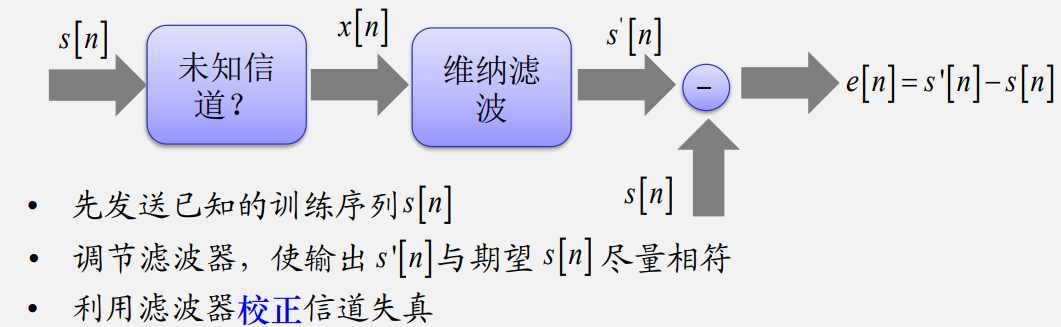 s[n]
未知信
道？
x[n]
维纳滤
波
s'[n]
−
e[n]=s'[n]−s[n]
s[n]
• 先发送已知的训练序列s[n]
• 调节滤波器，使输出 s'[n]与期望 s[n] 尽量相符
• 利用滤波器校正信道失真